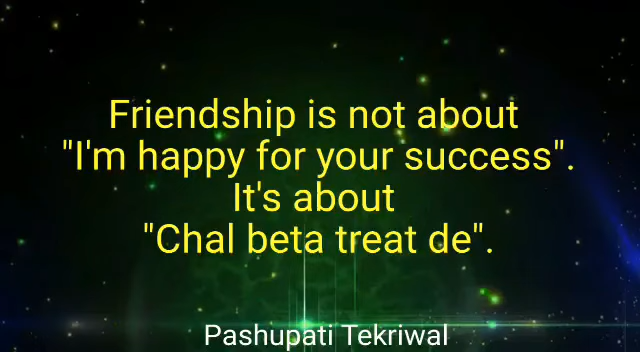 Friendship is not about
"I'm happy for your success".
It's about
"Chal beta treat de".
Pashupati Tekriwal